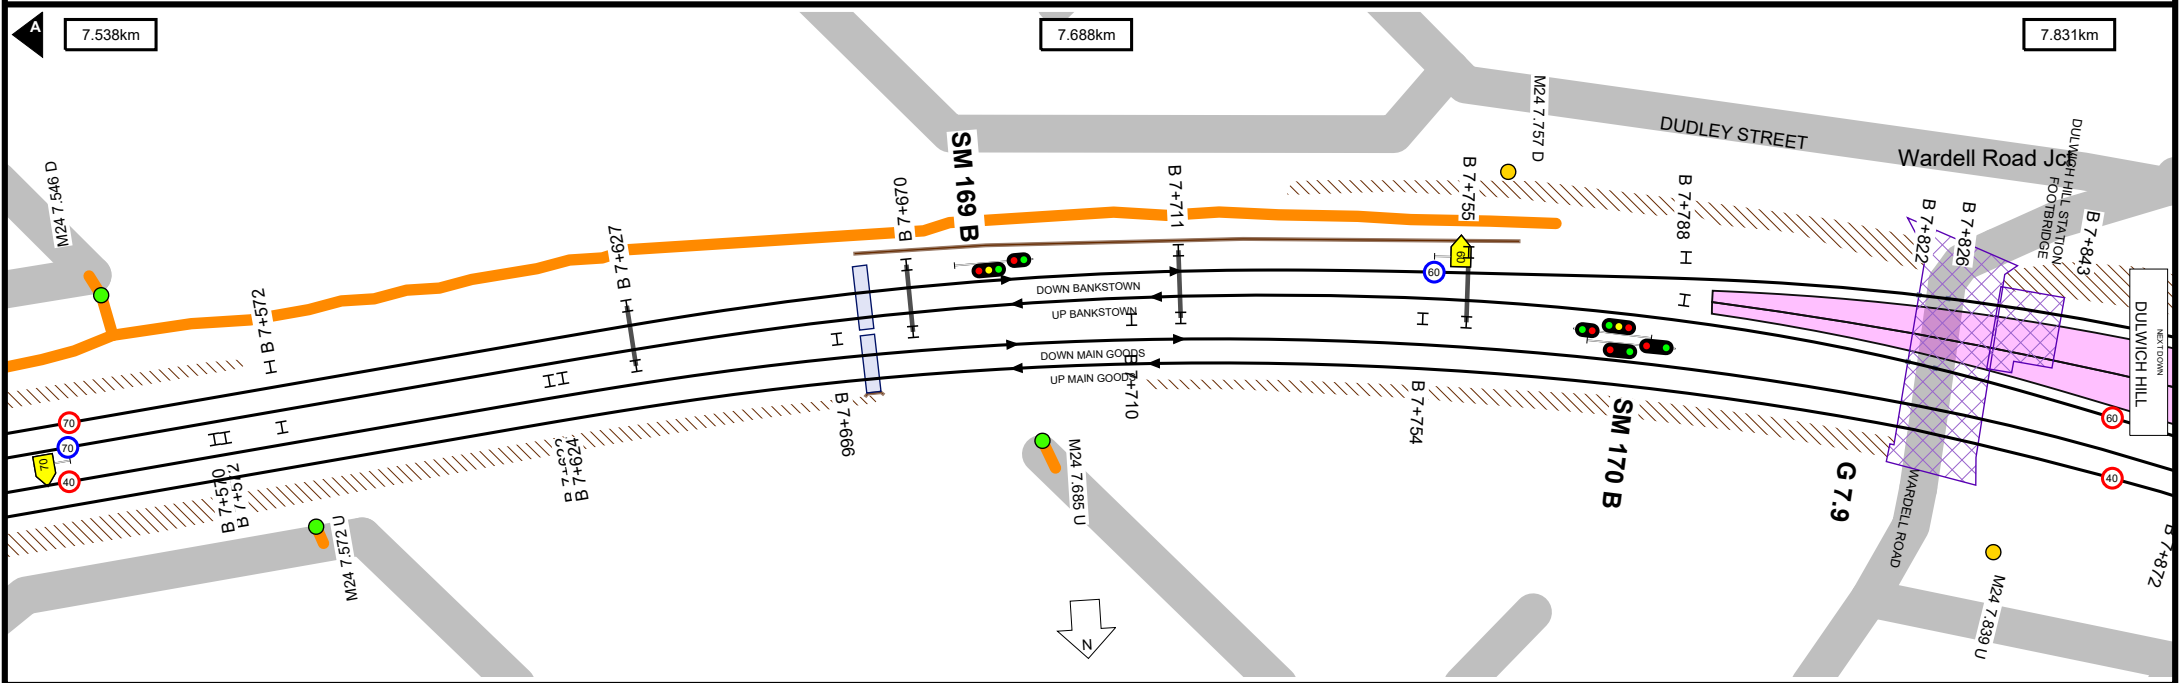 A
7.538km
7.688km
7.831km
M24 7.546 D
B 7+572
B 7+627
B 7+670
SM 169 B
B 7+711
B 7+755
M24 7.757 D
DUDLEY STREET
B 7+788
Wardell Road Jct
B 7+822
B 7+826
DULWICH HILL STATION
FOOTBRIDGE
B 7+843
DOWN BANKSTOWN
UP BANKSTOWN
DOWN MAIN GOODS
UP MAIN GOODS
60
60
70
70
40
70
60
40
DULWICH HILL
NEXT DOWN
B 7+570
B 7+572
M24 7.572 U
B 7+624
B 7+666
M24 7.685 U
B 7+710
B 7+754
SM 170 B
G 7.9
WARDELL ROAD
M24 7.839 U
B 7+872
N